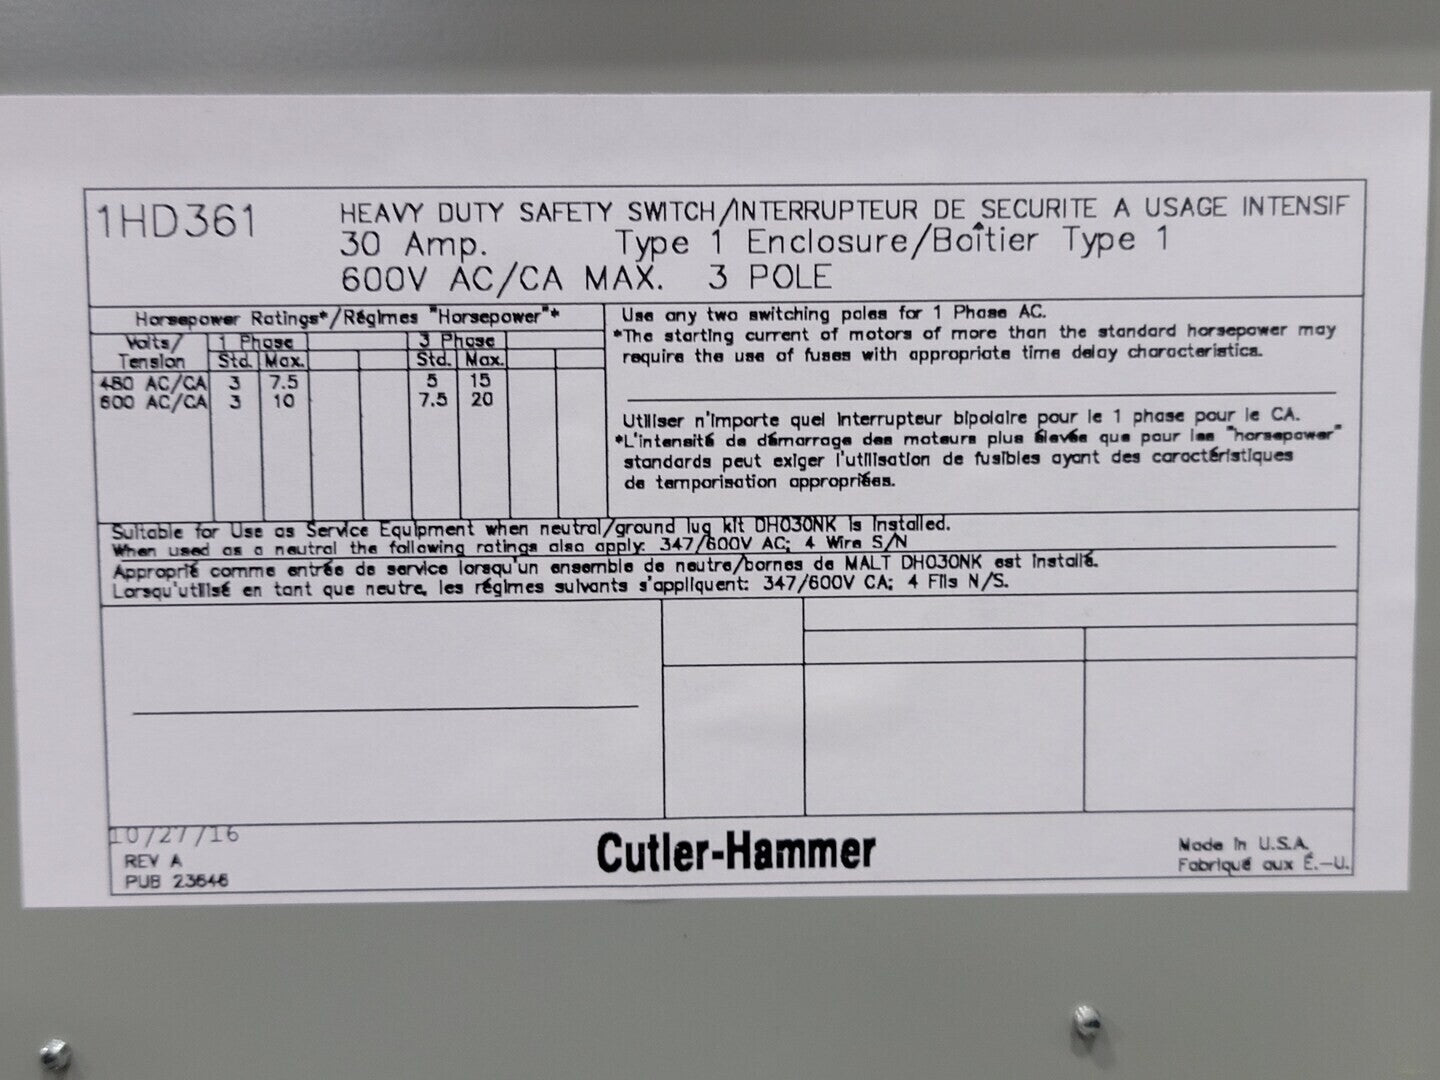 1HD361
HEAVY DUTY SAFETY SWITCH/INTERRUPTEUR DE SECURITE A USAGE INTENSIF
30 Amp. Type 1 Enclosure/Boîtier Type 1
600V AC/CA MAX. 3 POLE
Horsepower Ratings*/Régimes "Horsepower"*
Volts/ 1 Phase 3 Phase
Tension Std. Max. Std. Max.
480 AC/CA 3 7.5 5 15
600 AC/CA 3 10 7.5 20
Use any two switching poles for 1 Phase AC.
*The starting current of motors of more than the standard horsepower may
require the use of fuses with appropriate time delay characteristics.
Utiliser n'importe quel interrupteur bipolaire pour le 1 phase pour le CA.
*L'intensité de démarrage des moteurs plus élevée que pour les "horsepower"
standards peut exiger l'utilisation de fusibles ayant des caractéristiques
de temporisation appropriées.
Suitable for Use as Service Equipment when neutral/ground lug kit DH030NK is Installed.
When used as a neutral the following ratings also apply: 347/600V AC; 4 Wire S/N
Approprié comme entrée de service lorsqu'un ensemble de neutre/bornes de MALT DH030NK est installé.
Lorsqu'utilisé en tant que neutre, les régimes suivants s'appliquent: 347/600V CA; 4 Fils N/S.
10/27/16
REV A
PUB 23646
Cutler-Hammer
Made in U.S.A.
Fabriqué aux É.-U.